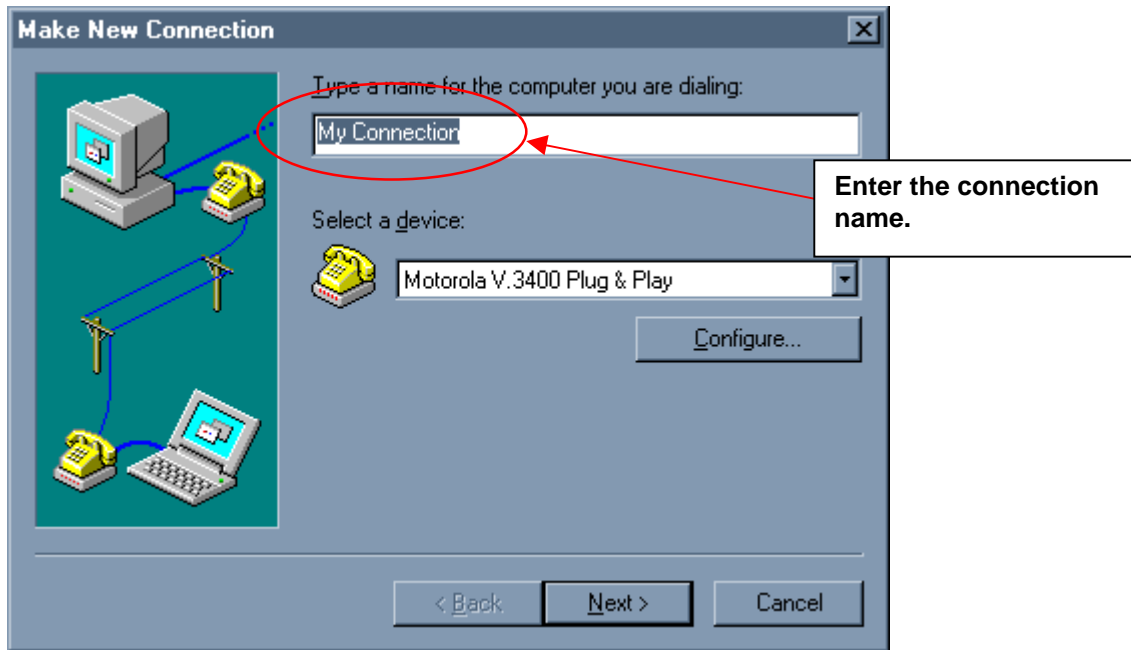 Make New Connection
Type a name for the computer you are dialing:
My Connection
Enter the connection
name.
Select a device:
Motorola V.3400 Plug & Play
Configure...
< Back
Next >
Cancel